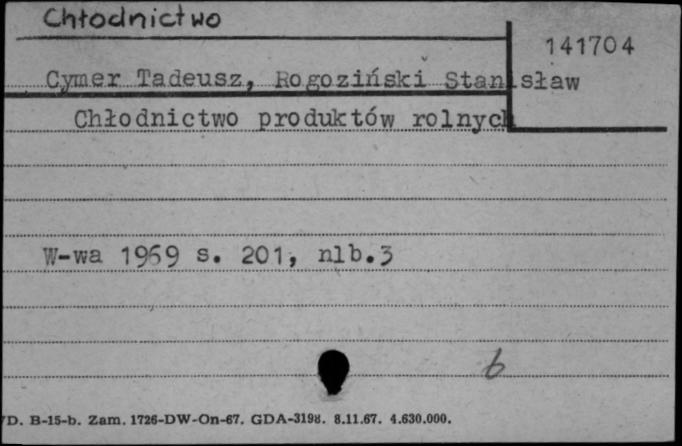 Chłodnictwo
141704
Cymer Tadeusz, Rogoziński Stanisław
Chłodnictwo produktów rolnych
W-wa 1969 s. 201, nlb.3
6
D. B-15-b. Zam. 1726-DW-On-67. GDA-3198. 8.11.67. 4.630.000.